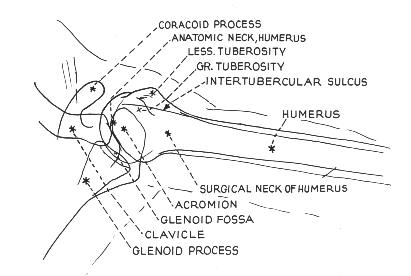 CORACOID PROCESS
ANATOMIC NECK, HUMERUS
LESS. TUBEROSITY
GR. TUBEROSITY
INTERTUBERCULAR SULCUS
HUMERUS
SURGICAL NECK OF HUMERUS
ACROMION
GLENOID FOSSA
CLAVICLE
GLENOID PROCESS